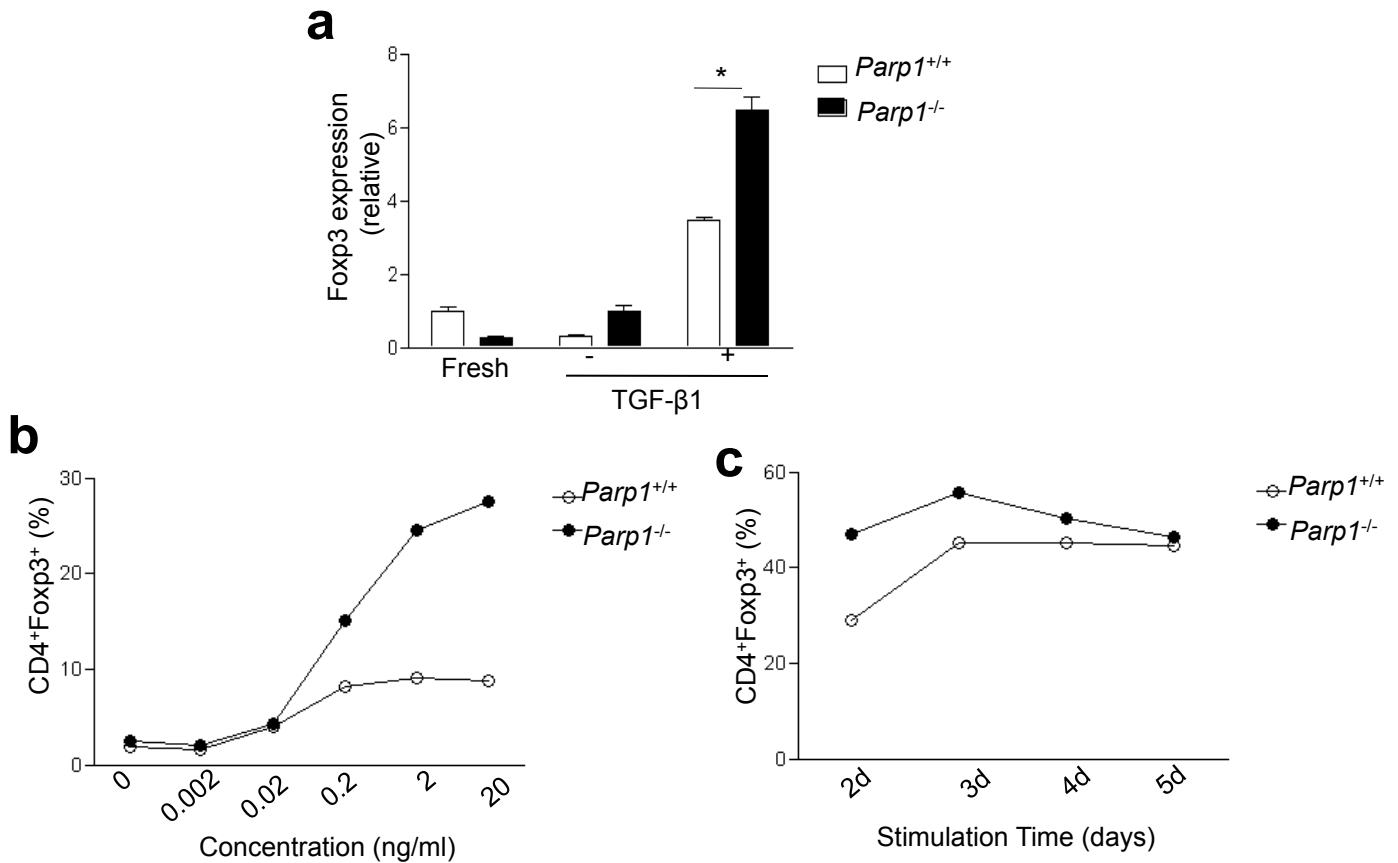 a
8
6
4
2
0
Foxp3 expression
(relative)
*
Parp1+/+
Parp1-/-
Fresh
-
+
TGF-β1
b
30
20
10
0
CD4+Foxp3+ (%)
Parp1+/+
Parp1-/-
0
0.002
0.02
0.2
2
20
Concentration (ng/ml)
c
60
40
20
0
CD4+Foxp3+ (%)
Parp1+/+
Parp1-/-
2d
3d
4d
5d
Stimulation Time (days)